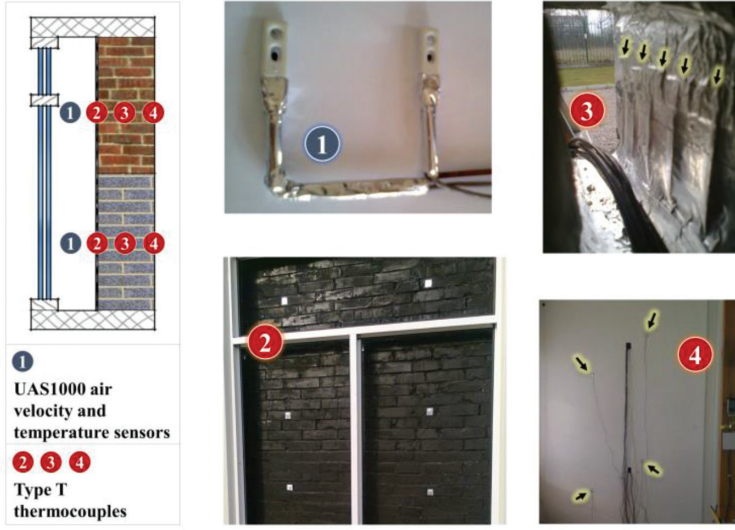 1 2 3 4
1 2 3 4
1
UAS1000 air
velocity and
temperature sensors
2 3 4
Type T
thermocouples
1
2
3
4